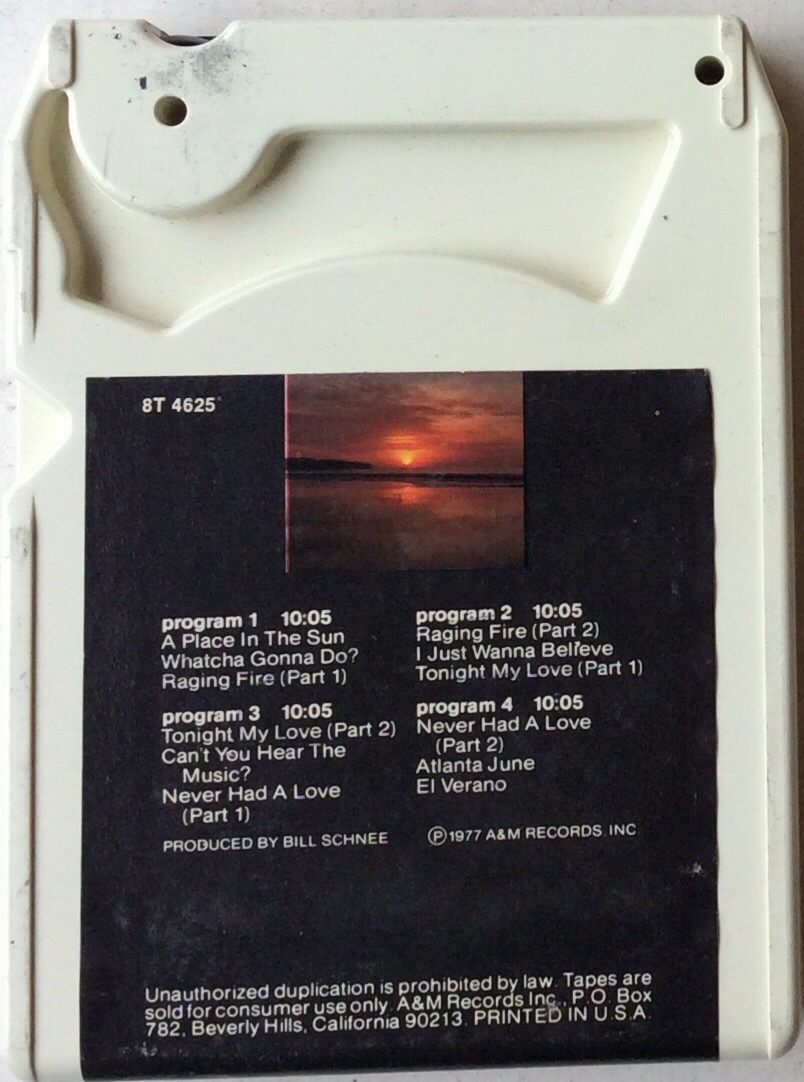 8T 4625
program 1 10:05
A Place In The Sun
Whatcha Gonna Do?
Raging Fire (Part 1)
program 2 10:05
Raging Fire (Part 2)
I Just Wanna Believe
Tonight My Love (Part 1)
program 3 10:05
Tonight My Love (Part 2)
Can't You Hear The
Music?
Never Had A Love
(Part 1)
program 4 10:05
Never Had A Love
(Part 2)
Atlanta June
El Verano
PRODUCED BY BILL SCHNEE
Ⓟ1977 A&M RECORDS, INC
Unauthorized duplication is prohibited by law. Tapes are
sold for consumer use only. A&M Records Inc., P.O. Box
782, Beverly Hills, California 90213. PRINTED IN U.S.A.